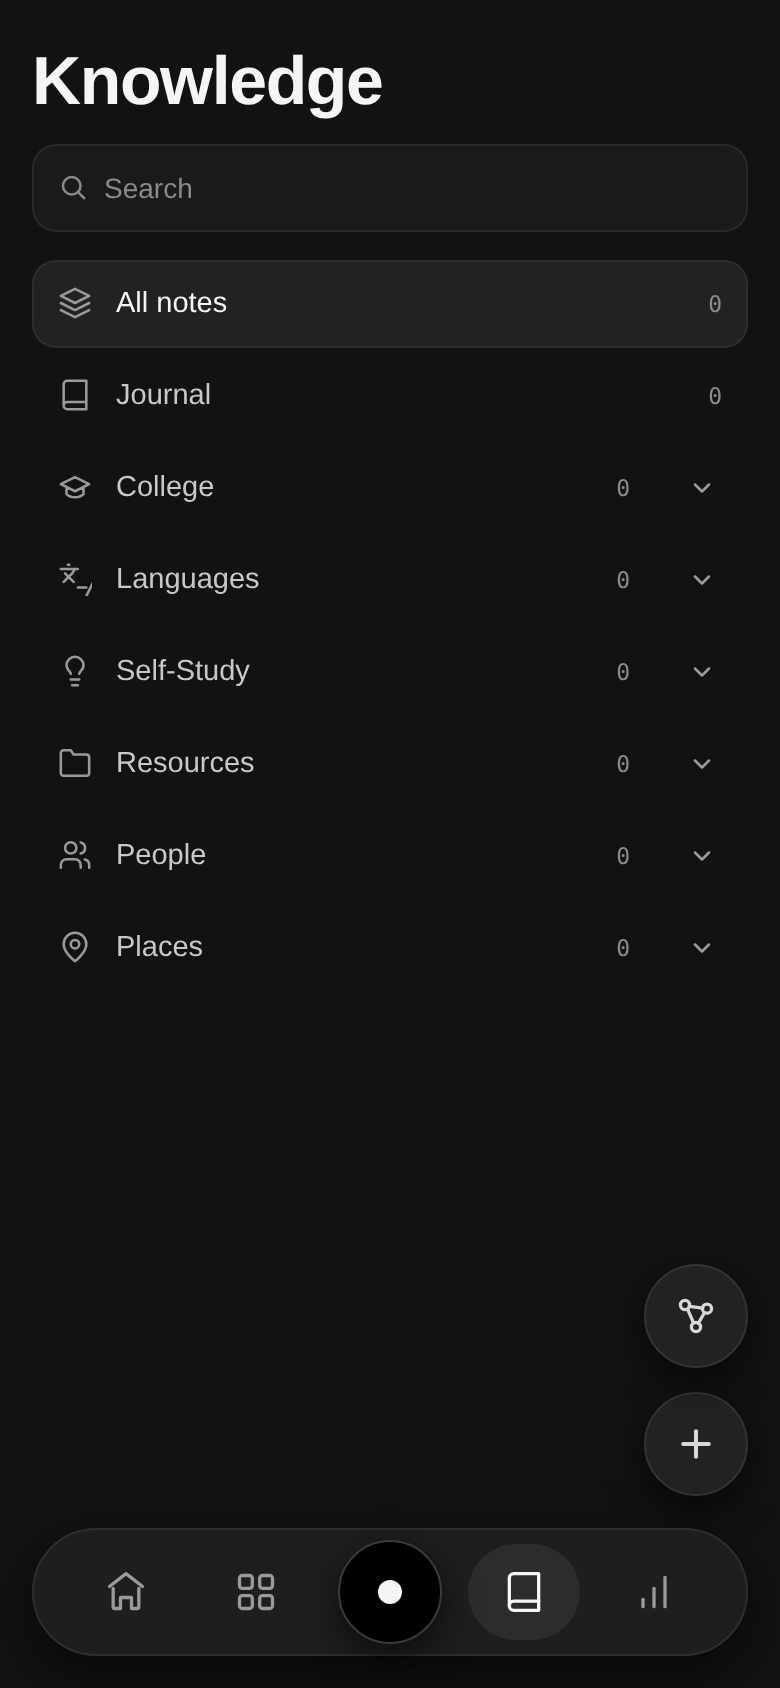 Knowledge
Search
All notes 0
Journal 0
College 0
Languages 0
Self-Study 0
Resources 0
People 0
Places 0